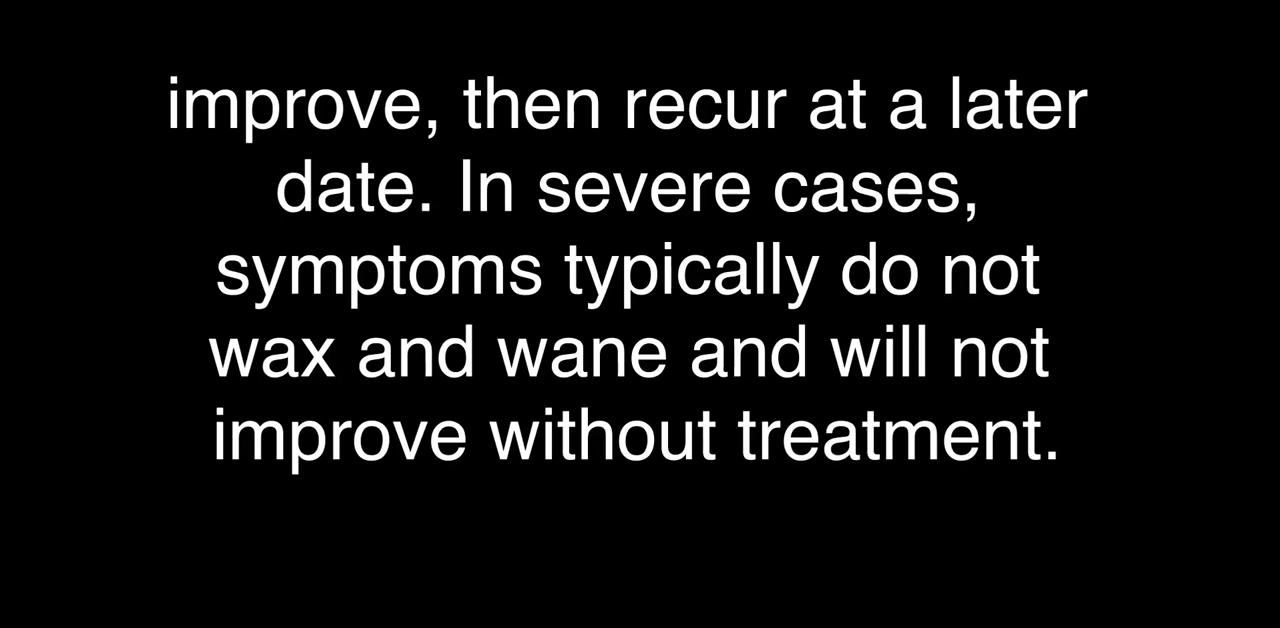 improve, then recur at a later
date. In severe cases,
symptoms typically do not
wax and wane and will not
improve without treatment.